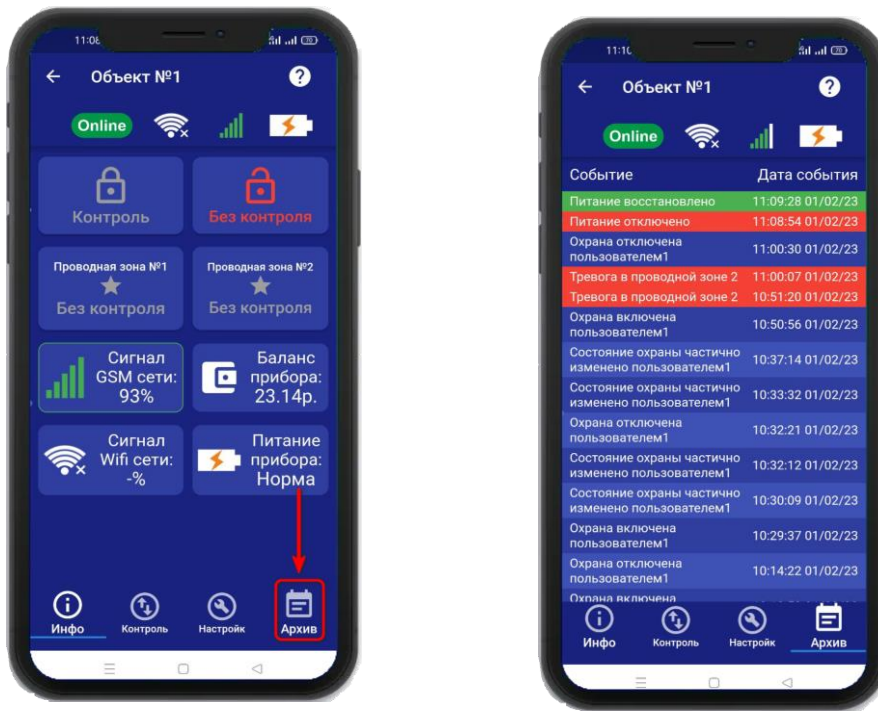 11:08
Объект №1
?
Online
Контроль
Без контроля
Проводная зона №1
Без контроля
Проводная зона №2
Без контроля
Сигнал
GSM сети:
93%
Баланс
прибора:
23.14р.
Сигнал
Wifi сети:
-%
Питание
прибора:
Норма
Инфо
Контроль
Настройк
Архив
Объект №1
?
Online
Событие Дата события
Питание восстановлено 11:09:28 01/02/23
Питание отключено 11:08:54 01/02/23
Охрана отключена
пользователем1 11:00:30 01/02/23
Тревога в проводной зоне 2 11:00:07 01/02/23
Тревога в проводной зоне 2 10:51:20 01/02/23
Охрана включена
пользователем1 10:50:56 01/02/23
Состояние охраны частично
изменено пользователем1 10:37:14 01/02/23
Состояние охраны частично
изменено пользователем1 10:33:32 01/02/23
Охрана отключена
пользователем1 10:32:21 01/02/23
Состояние охраны частично
изменено пользователем1 10:32:12 01/02/23
Состояние охраны частично
изменено пользователем1 10:30:09 01/02/23
Охрана включена
пользователем1 10:29:37 01/02/23
Охрана отключена
пользователем1 10:14:22 01/02/23
Охрана включена
Инфо
Контроль
Настройк
Архив